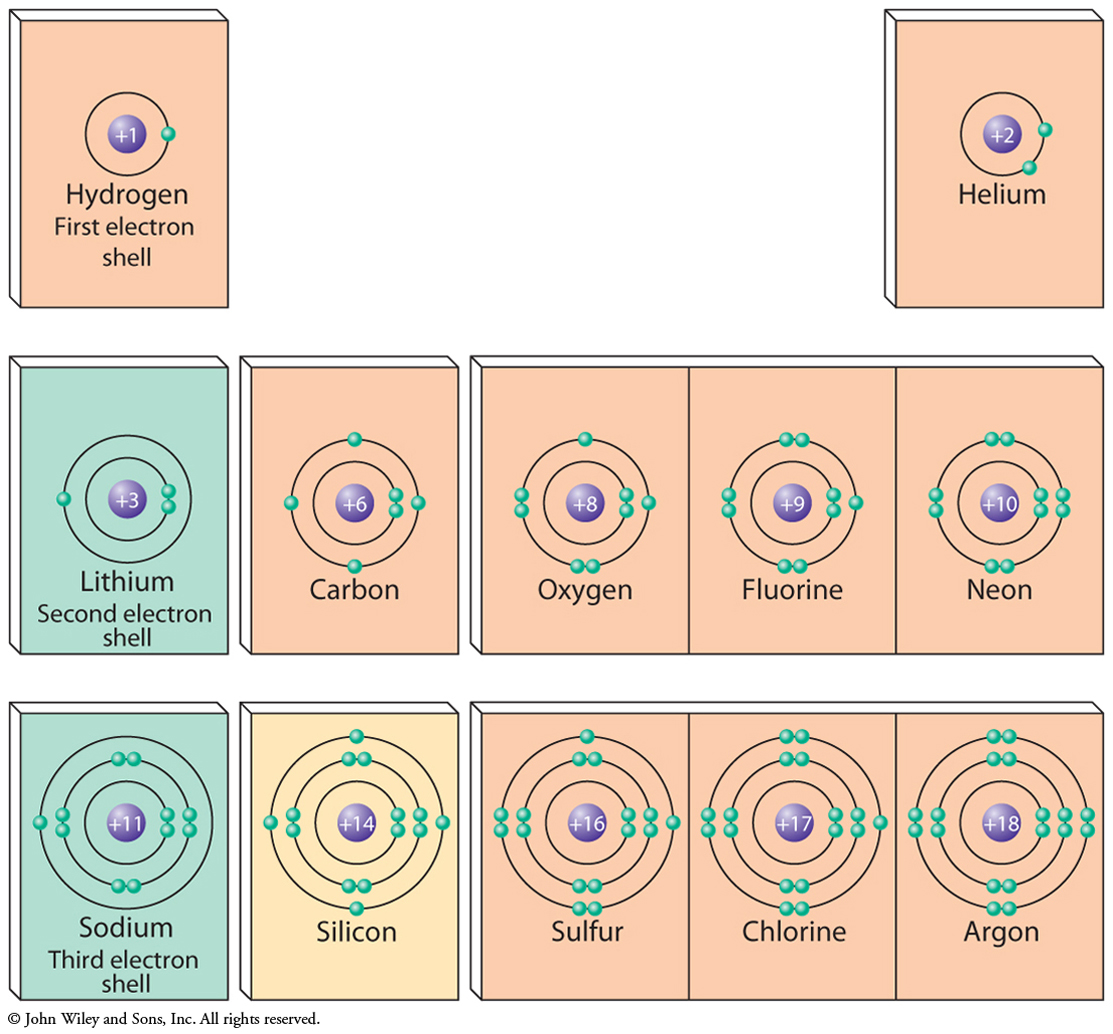 +1
Hydrogen
First electron
shell
+2
Helium
+3
Lithium
Second electron
shell
+6
Carbon
+8
Oxygen
+9
Fluorine
+10
Neon
+11
Sodium
Third electron
shell
+14
Silicon
+16
Sulfur
+17
Chlorine
+18
Argon
© John Wiley and Sons, Inc. All rights reserved.